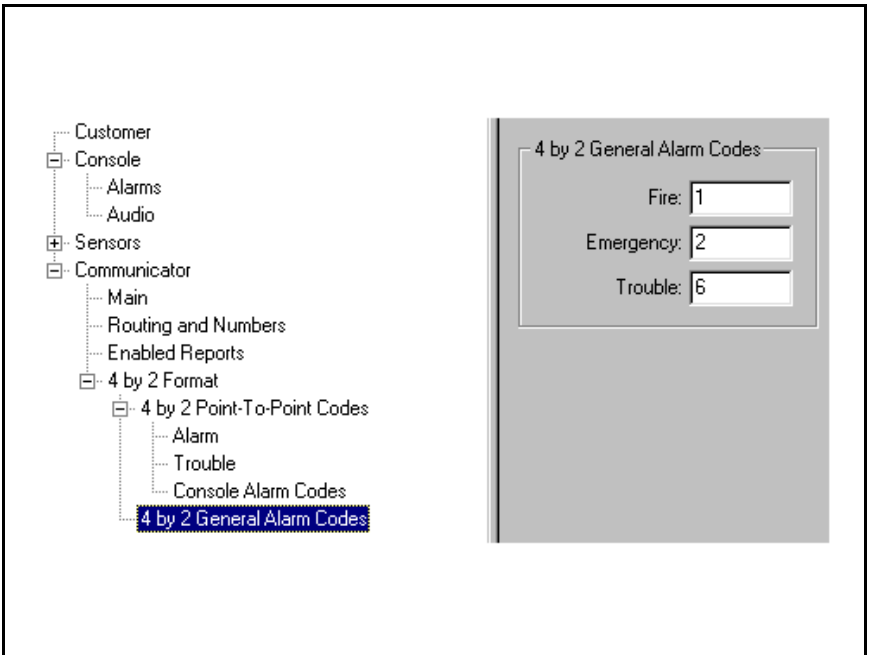 Customer
Console
Alarms
Audio
Sensors
Communicator
Main
Routing and Numbers
Enabled Reports
4 by 2 Format
4 by 2 Point-To-Point Codes
Alarm
Trouble
Console Alarm Codes
4 by 2 General Alarm Codes
4 by 2 General Alarm Codes
Fire: 1
Emergency: 2
Trouble: 6